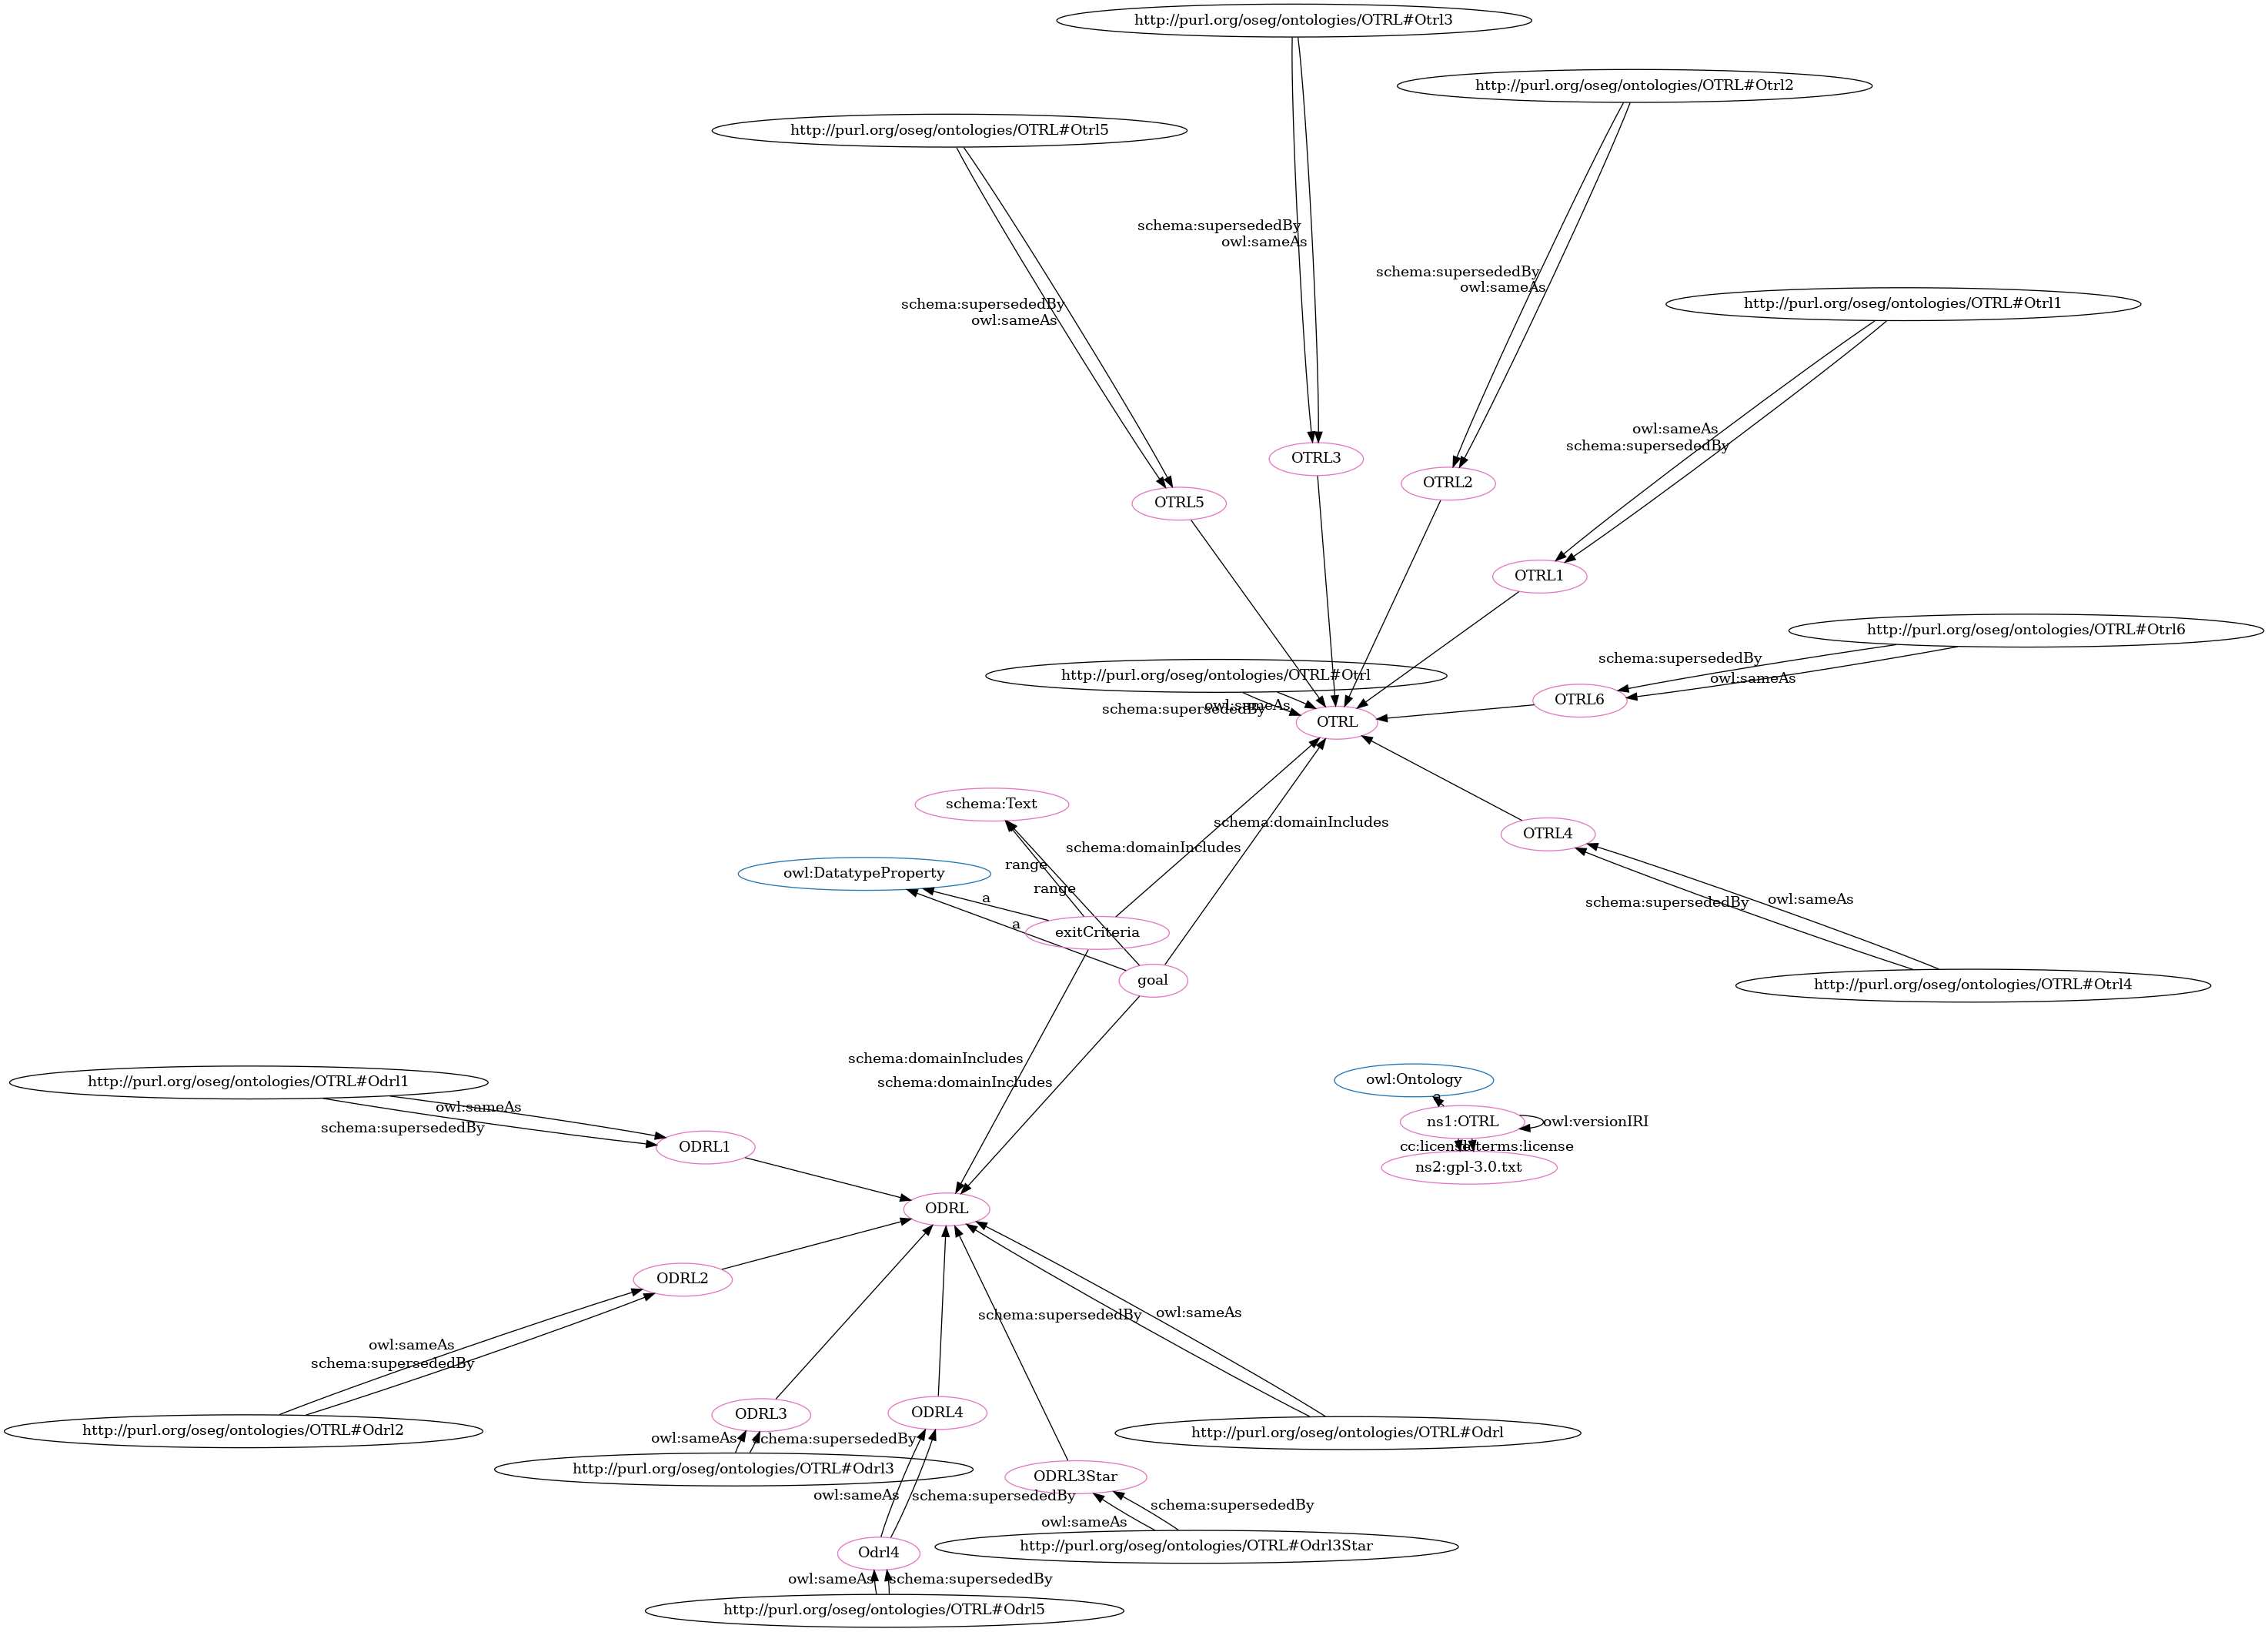 http://purl.org/oseg/ontologies/OTRL#Otrl3
http://purl.org/oseg/ontologies/OTRL#Otrl2
http://purl.org/oseg/ontologies/OTRL#Otrl5
schema:supersededBy
owl:sameAs
schema:supersededBy
owl:sameAs
http://purl.org/oseg/ontologies/OTRL#Otrl1
schema:supersededBy
owl:sameAs
owl:sameAs
schema:supersededBy
OTRL3
OTRL2
OTRL5
OTRL1
http://purl.org/oseg/ontologies/OTRL#Otrl6
schema:supersededBy
owl:sameAs
http://purl.org/oseg/ontologies/OTRL#Otrl
OTRL6
owl:sameAs
schema:supersededBy
OTRL
schema:Text
schema:domainIncludes
OTRL4
schema:domainIncludes
range
owl:DatatypeProperty
range
a
owl:sameAs
schema:supersededBy
a
exitCriteria
goal
http://purl.org/oseg/ontologies/OTRL#Otrl4
schema:domainIncludes
schema:domainIncludes
http://purl.org/oseg/ontologies/OTRL#Odrl1
owl:sameAs
schema:supersededBy
owl:Ontology
a
ns1:OTRL
owl:versionIRI
cc:license
dcterms:license
ns2:gpl-3.0.txt
ODRL1
ODRL
ODRL2
schema:supersededBy
owl:sameAs
owl:sameAs
schema:supersededBy
http://purl.org/oseg/ontologies/OTRL#Odrl2
ODRL3
ODRL4
http://purl.org/oseg/ontologies/OTRL#Odrl
owl:sameAs
schema:supersededBy
http://purl.org/oseg/ontologies/OTRL#Odrl3
ODRL3Star
owl:sameAs
schema:supersededBy
schema:supersededBy
owl:sameAs
http://purl.org/oseg/ontologies/OTRL#Odrl3Star
Odrl4
owl:sameAs
schema:supersededBy
http://purl.org/oseg/ontologies/OTRL#Odrl5